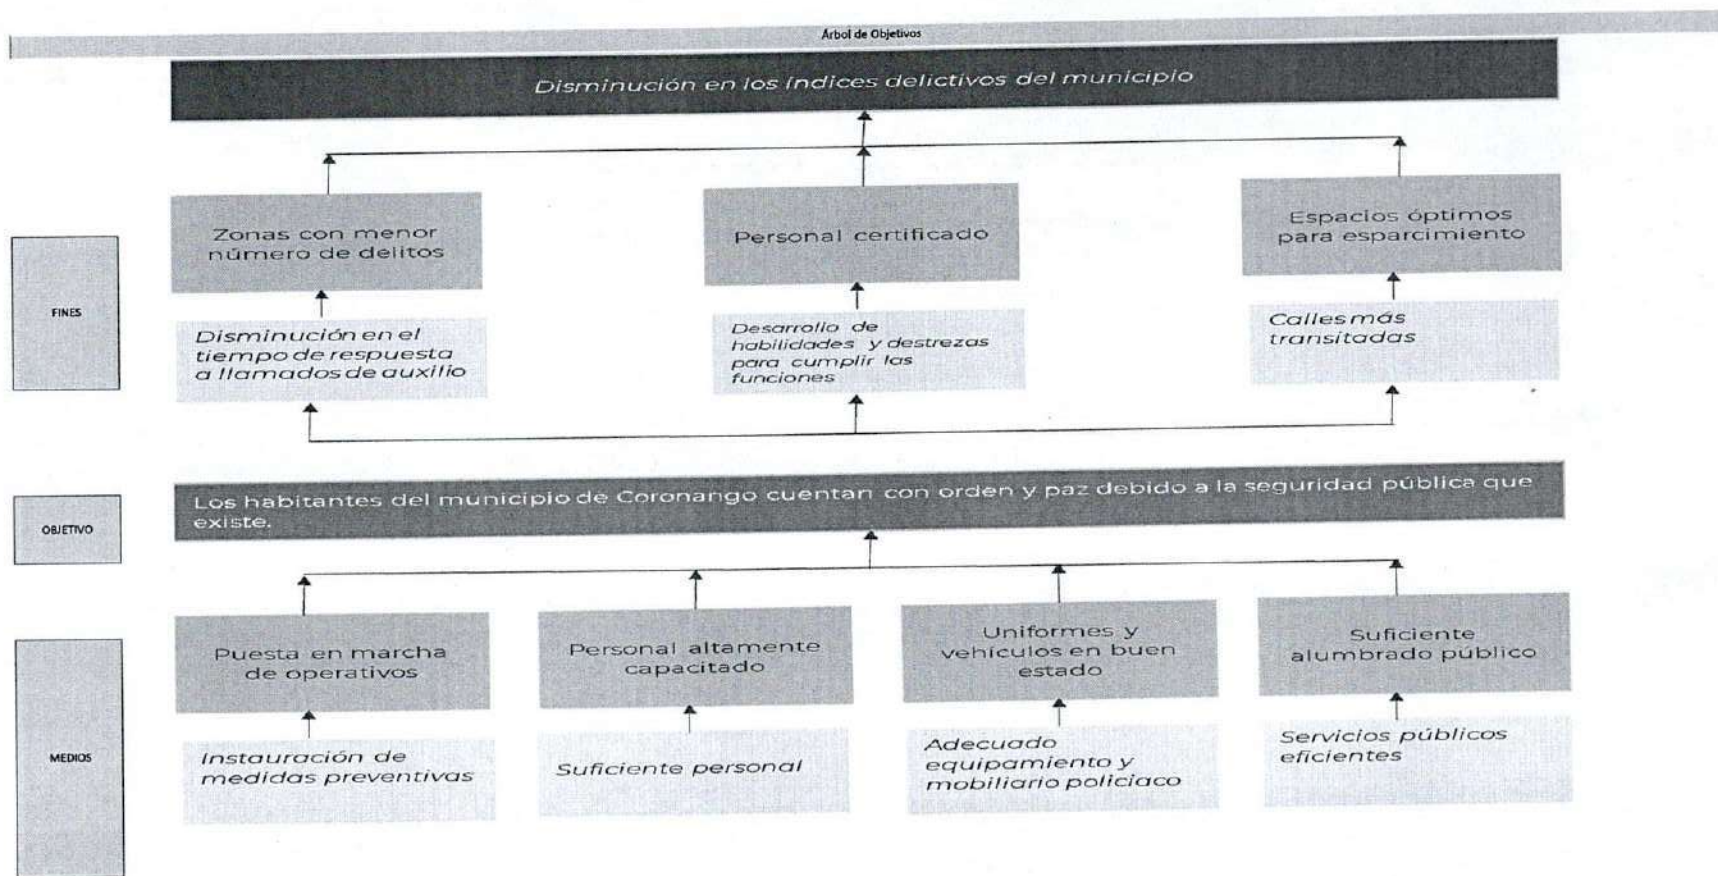 Árbol de Objetivos
Disminución en los índices delictivos del municipio
Zonas con menor
número de delitos
Personal certificado
Espacios óptimos
para esparcimiento
FINES
Disminución en el
tiempo de respuesta
a llamados de auxilio
Desarrollo de
habilidades y destrezas
para cumplir las
funciones
Calles más
transitadas
OBJETIVO
Los habitantes del municipio de Coronango cuentan con orden y paz debido a la seguridad pública que
existe.
Puesta en marcha
de operativos
Personal altamente
capacitado
Uniformes y
vehículos en buen
estado
Suficiente
alumbrado público
MEDIOS
Instauración de
medidas preventivas
Suficiente personal
Adecuado
equipamiento y
mobiliario policiaco
Servicios públicos
eficientes